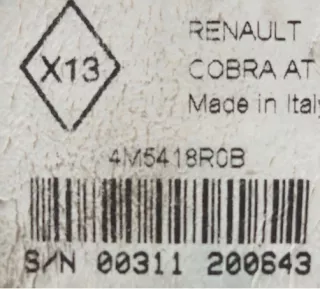 X13
RENAULT
COBRA AT
Made in Italy
4M5418R0B
S/N 00311 200643